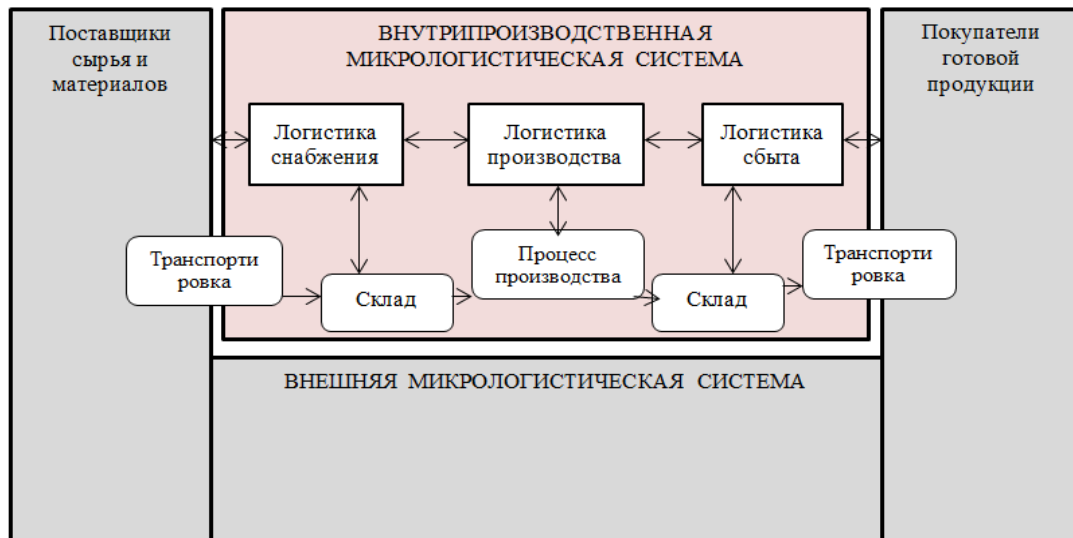 Поставщики
сырья и
материалов
ВНУТРИПРОИЗВОДСТВЕННАЯ
МИКРОЛОГИСТИЧЕСКАЯ СИСТЕМА
Покупатели
готовой
продукции
Логистика
снабжения
Логистика
производства
Логистика
сбыта
Транспорти
ровка
Склад
Процесс
производства
Склад
Транспорти
ровка
ВНЕШНЯЯ МИКРОЛОГИСТИЧЕСКАЯ СИСТЕМА